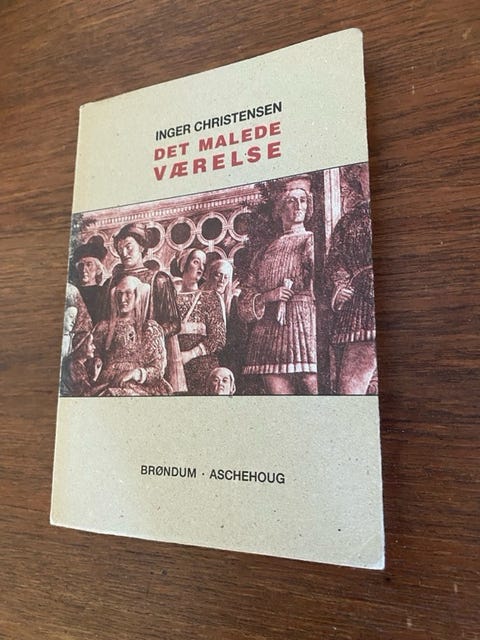 INGER CHRISTENSEN
DET MALEDE
VÆRELSE
BRØNDUM · ASCHEHOUG